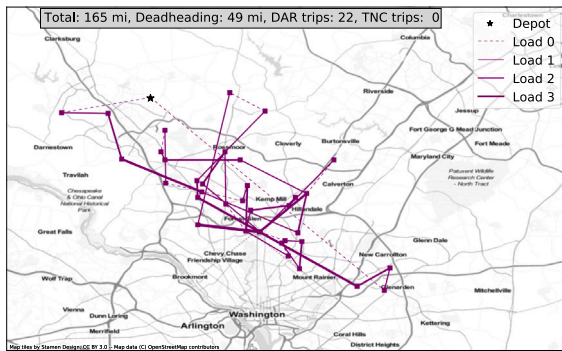 Total: 165 mi, Deadheading: 49 mi, DAR trips: 22, TNC trips: 0
Depot
Load 0
Load 1
Load 2
Load 3
Clarksburg
Columbia
Riverside
Jessup
Fort George G Mead Junction
Fort Meade
Darnestown
Rossmoor
Cloverly
Burtonsville
Maryland City
Travilah
Calverton
Patuxent Wildlife
Research Center
- North Tract
Chesapeake
& Ohio Canal
National Historical
Park
Kemp Mill
Hillandale
Great Falls
Forest Glen
Glenn Dale
Chevy Chase
Friendship Village
New Carrollton
Wolf Trap
Brookmont
Mount Rainier
Glenarden
Mitchellville
Vienna
Dunn Loring
Washington
Kettering
Merrifield
Arlington
Coral Hills
District Heights
Map tiles by Stamen Design, CC BY 3.0 -- Map data (C) OpenStreetMap contributors